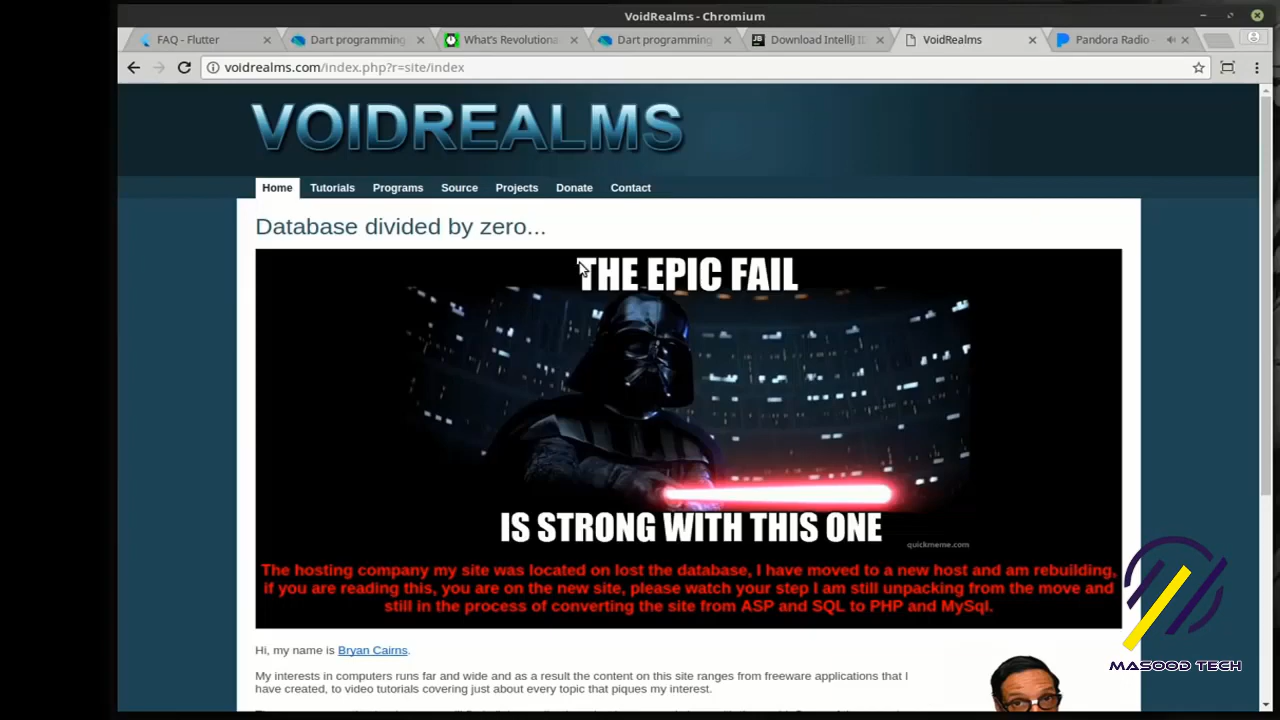 VoidRealms - Chromium
FAQ - Flutter
Dart programming
What's Revolutiona
Dart programming
Download IntelliJ ID
VoidRealms
Pandora Radio
voidrealms.com/index.php?r=site/index
VOIDREALMS
Home Tutorials Programs Source Projects Donate Contact
Database divided by zero...
THE EPIC FAIL
IS STRONG WITH THIS ONE
quickmeme.com
The hosting company my site was located on lost the database, I have moved to a new host and am rebuilding,
if you are reading this, you are on the new site, please watch your step I am still unpacking from the move and
still in the process of converting the site from ASP and SQL to PHP and MySql.
MASOOD TECH
Hi, my name is Bryan Cairns.
My interests in computers runs far and wide and as a result the content on this site ranges from freeware applications that I
have created, to video tutorials covering just about every topic that piques my interest.